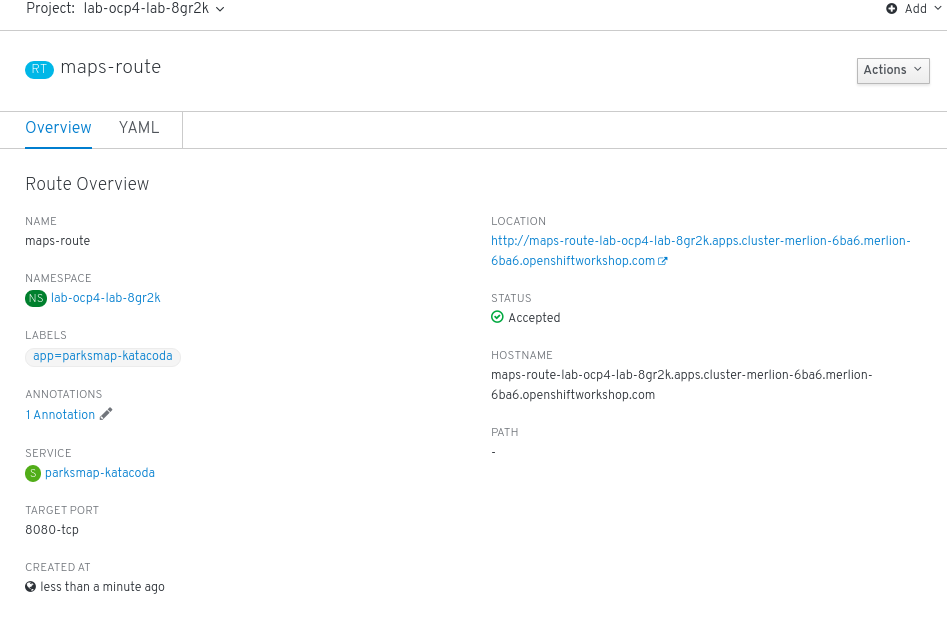 Project: lab-ocp4-lab-8gr2k
Add
RT maps-route
Actions
Overview YAML
Route Overview
NAME
maps-route
NAMESPACE
NS lab-ocp4-lab-8gr2k
LABELS
app=parksmap-katacoda
ANNOTATIONS
1 Annotation
SERVICE
S parksmap-katacoda
TARGET PORT
8080-tcp
CREATED AT
less than a minute ago
LOCATION
http://maps-route-lab-ocp4-lab-8gr2k.apps.cluster-merlion-6ba6.merlion-
6ba6.openshiftworkshop.com
STATUS
Accepted
HOSTNAME
maps-route-lab-ocp4-lab-8gr2k.apps.cluster-merlion-6ba6.merlion-
6ba6.openshiftworkshop.com
PATH
-